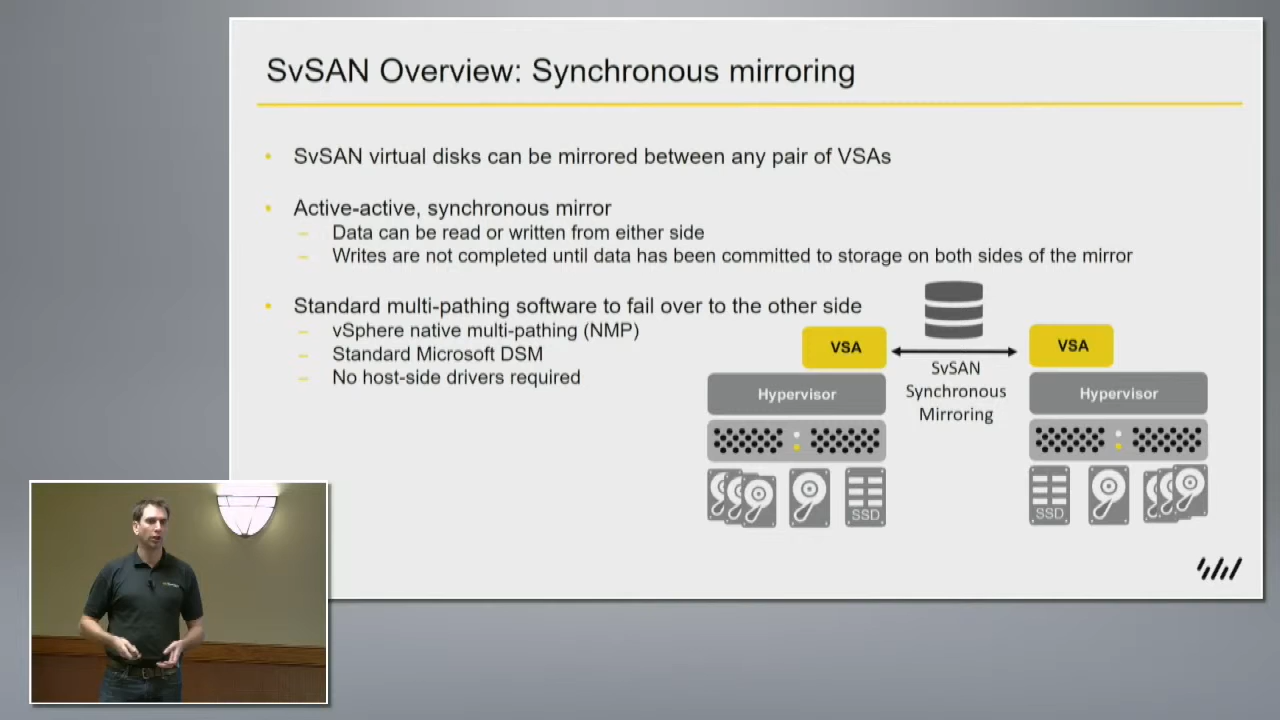 SvSAN Overview: Synchronous mirroring
SvSAN virtual disks can be mirrored between any pair of VSAs
Active-active, synchronous mirror
Data can be read or written from either side
Writes are not completed until data has been committed to storage on both sides of the mirror
Standard multi-pathing software to fail over to the other side
vSphere native multi-pathing (NMP)
Standard Microsoft DSM
No host-side drivers required
VSA
VSA
SvSAN
Synchronous
Mirroring
Hypervisor
Hypervisor
SSD
SSD